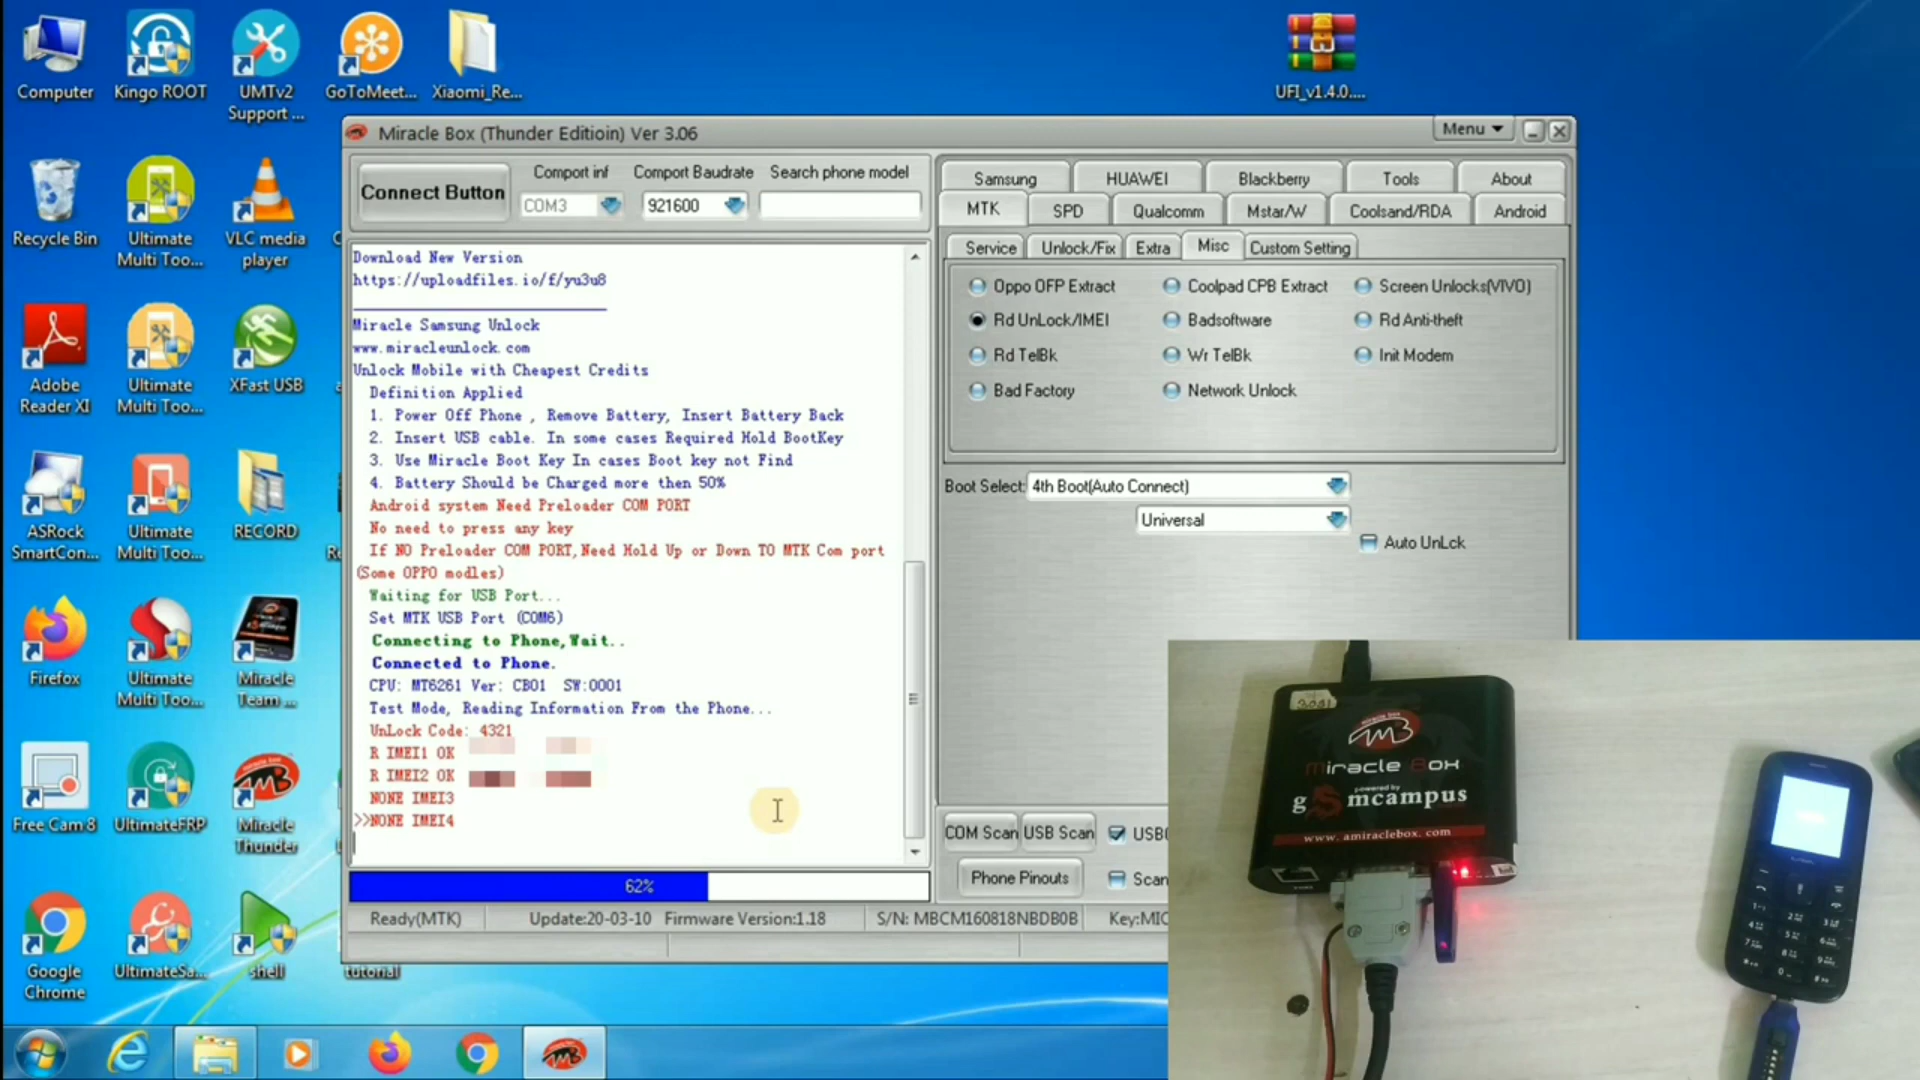 Computer
Kingo ROOT
UMTv2
Support ...
GoToMeet...
Xiaomi_Re...
UFI_v1.4.0....
Recycle Bin
Ultimate
Multi Too...
VLC media
player
Adobe
Reader XI
Ultimate
Multi Too...
XFast USB
ASRock
SmartCon...
Ultimate
Multi Too...
RECORD
Firefox
Ultimate
Multi Too...
Miracle
Team ...
Free Cam 8
UltimateFRP
Miracle
Thunder
Google
Chrome
UltimateSa...
shell
tutorial
Miracle Box (Thunder Editioin) Ver 3.06
Menu
Connect Button
Comport inf
Comport Baudrate
Search phone model
COM3
921600
Samsung
HUAWEI
Blackberry
Tools
About
MTK
SPD
Qualcomm
Mstar/W
Coolsand/RDA
Android
Service
Unlock/Fix
Extra
Misc
Custom Setting
Oppo OFP Extract
Coolpad CPB Extract
Screen Unlocks(VIVO)
Rd UnLock/IMEI
Badsoftware
Rd Anti-theft
Rd TelBk
Wr TelBk
Init Modem
Bad Factory
Network Unlock
Boot Select:
4th Boot(Auto Connect)
Universal
Auto UnLck
Download New Version
https://uploadfiles.io/f/yu3u8
Miracle Samsung Unlock
www.miracleunlock.com
Unlock Mobile with Cheapest Credits
Definition Applied
1. Power Off Phone , Remove Battery, Insert Battery Back
2. Insert USB cable. In some cases Required Hold BootKey
3. Use Miracle Boot Key In cases Boot key not Find
4. Battery Should be Charged more then 50%
Android system Need Preloader COM PORT
No need to press any key
If NO Preloader COM PORT,Need Hold Up or Down TO MTK Com port
(Some OPPO modles)
Waiting for USB Port...
Set MTK USB Port (COM6)
Connecting to Phone,Wait..
Connected to Phone.
CPU: MT6261 Ver: CB01 SW:0001
Test Mode, Reading Information From the Phone...
UnLock Code: 4321
R IMEI1 OK
R IMEI2 OK
NONE IMEI3
>>NONE IMEI4
62%
COM Scan
USB Scan
Phone Pinouts
Scan
Ready(MTK)
Update:20-03-10
Firmware Version:1.18
S/N: MBCM160818NBDB0B
Key:MIC
miracle box
Miracle Box
powered by
gsmcampus
www. amiraclebox. com